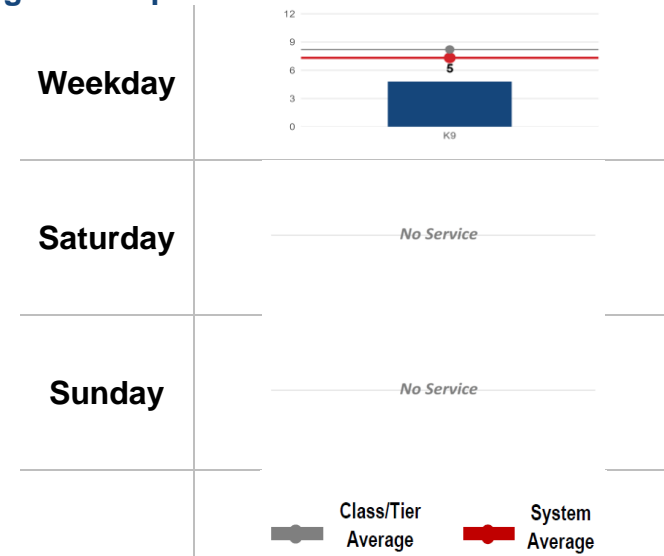 12
9
6
3
0
5
K9
Weekday
Saturday
No Service
Sunday
No Service
Class/Tier
Average
System
Average